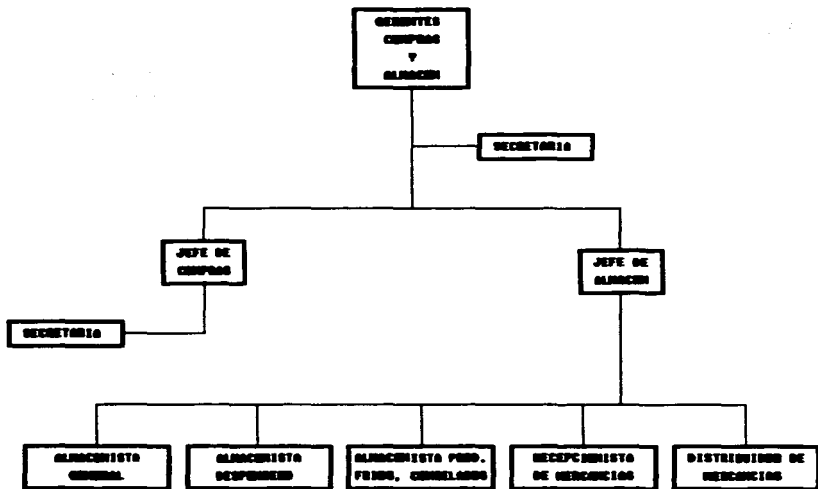 GERENTES
COMPRAS
Y
ALMACEN
SECRETARIA
JEFE DE
COMPRAS
JEFE DE
ALMACEN
SECRETARIA
ALMACENISTA
GENERAL
ALMACENISTA
ALMACENISTA PROD.
FRIOS, CONGELADOS
RECEPCIONISTA
DE MERCANCIAS
DISTRIBUIDOR DE
MERCANCIAS